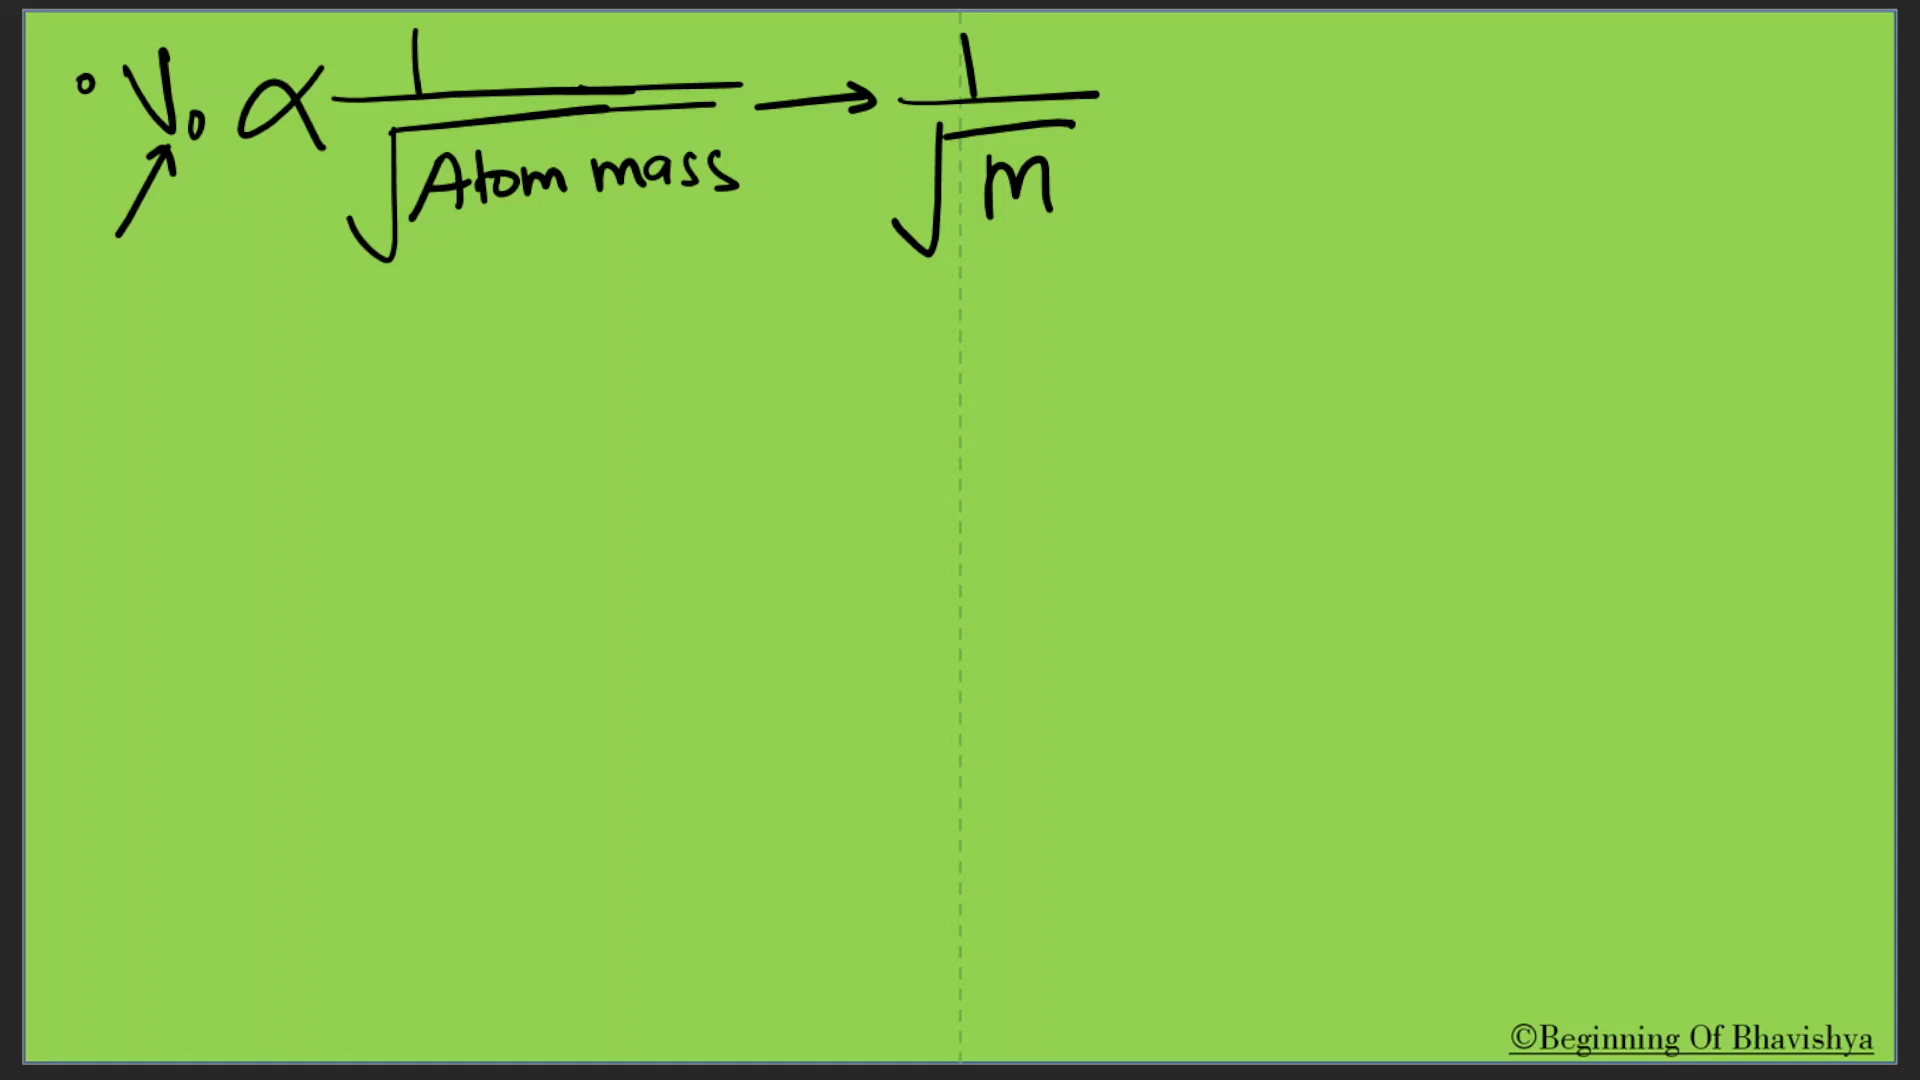 ° V₀ ∝ 1/√(Atom mass) → 1/√m
©Beginning Of Bhavishya